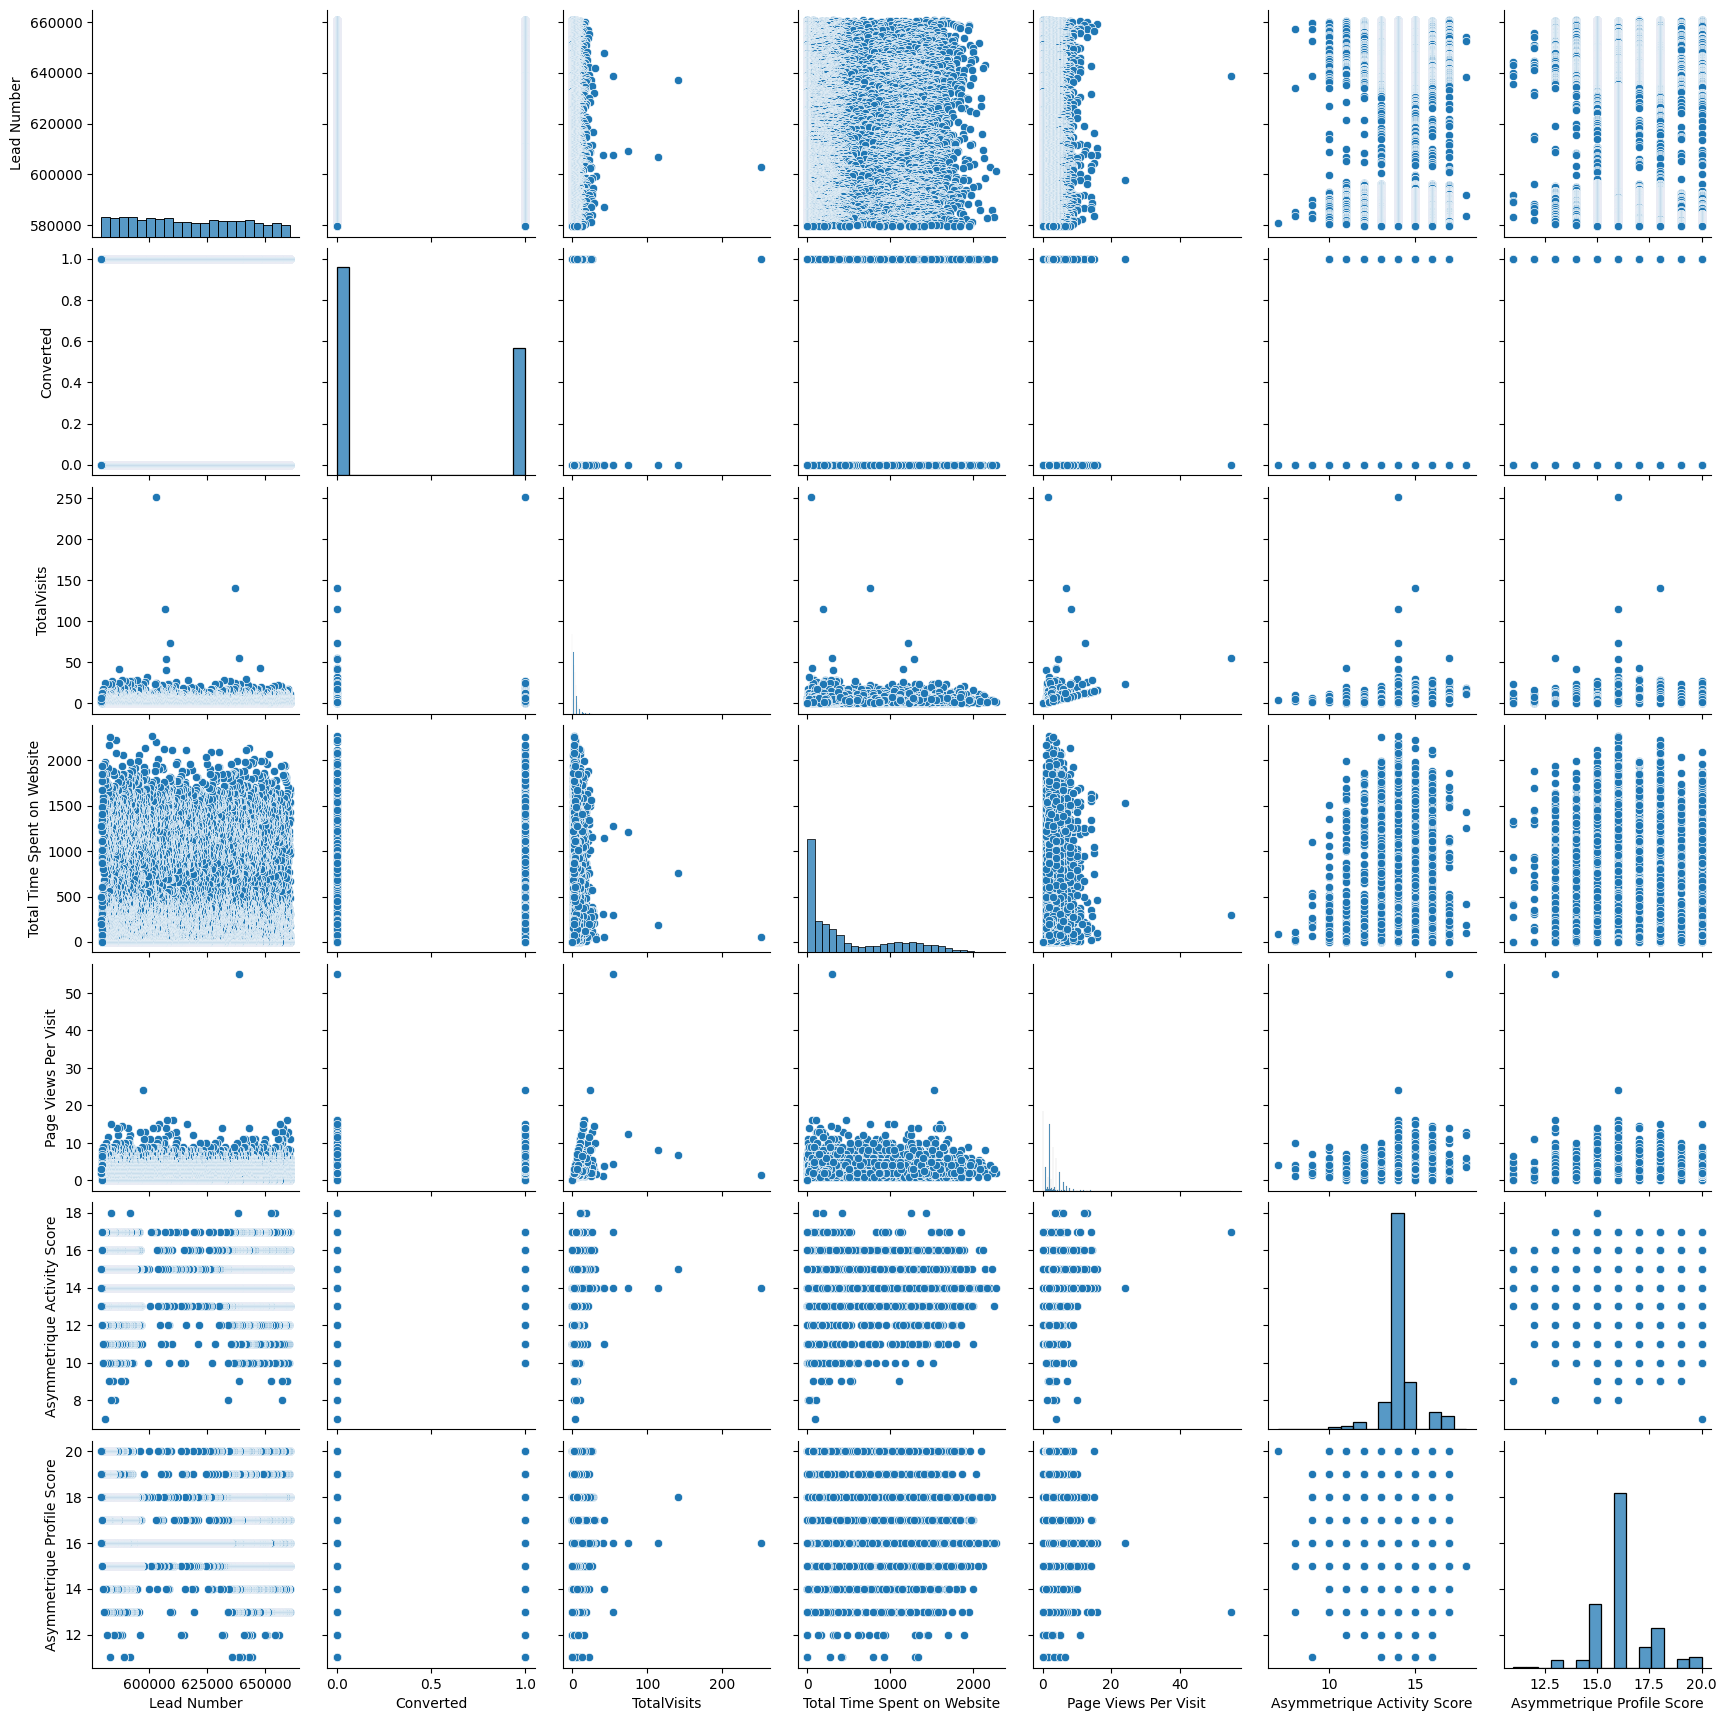 660000
640000
620000
600000
580000
Lead Number
1.0
0.8
0.6
0.4
0.2
0.0
Converted
250
200
150
100
50
0
TotalVisits
2000
1500
1000
500
0
Total Time Spent on Website
50
40
30
20
10
0
Page Views Per Visit
18
16
14
12
10
8
Asymmetrique Activity Score
20
18
16
14
12
Asymmetrique Profile Score
600000 625000 650000
0.0 0.5 1.0
0 100 200
0 1000 2000
0 20 40
10 15
12.5 15.0 17.5 20.0
Lead Number
Converted
TotalVisits
Total Time Spent on Website
Page Views Per Visit
Asymmetrique Activity Score
Asymmetrique Profile Score